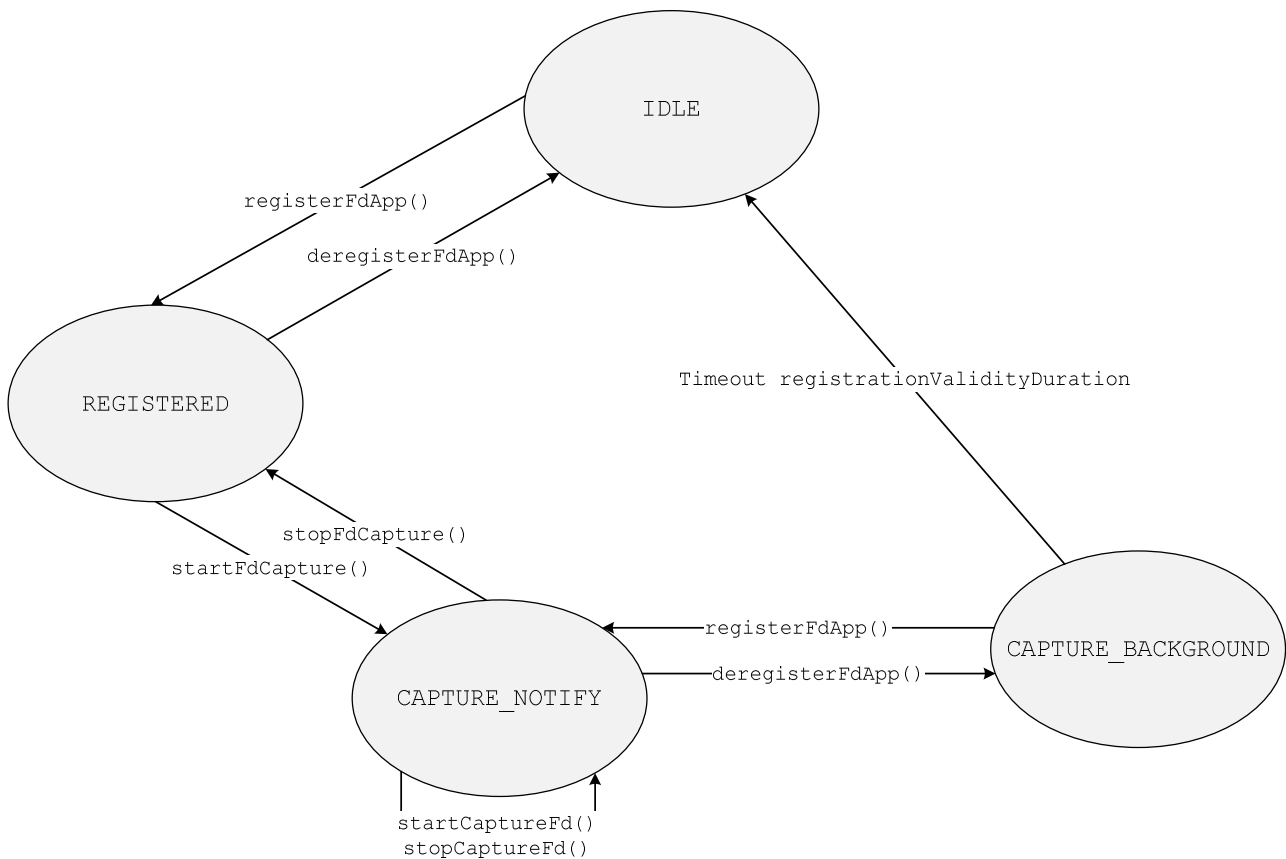 IDLE
registerFdApp()
deregisterFdApp()
Timeout registrationValidityDuration
REGISTERED
stopFdCapture()
startFdCapture()
registerFdApp()
CAPTURE_BACKGROUND
deregisterFdApp()
CAPTURE_NOTIFY
startCaptureFd()
stopCaptureFd()